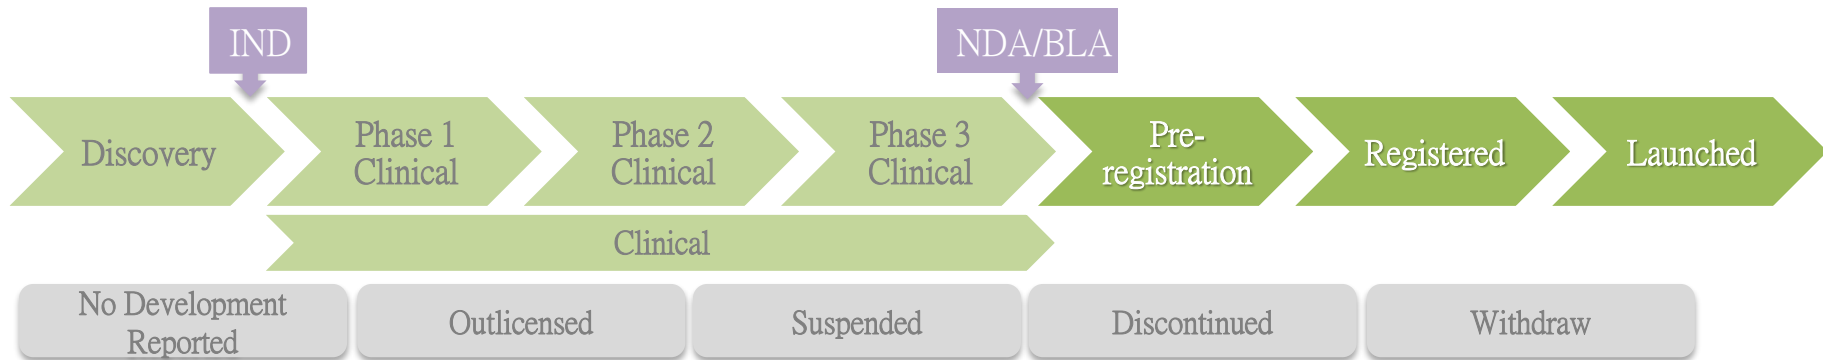 IND
NDA/BLA
Discovery
Phase 1
Clinical
Phase 2
Clinical
Phase 3
Clinical
Pre-
registration
Registered
Launched
Clinical
No Development
Reported
Outlicensed
Suspended
Discontinued
Withdraw